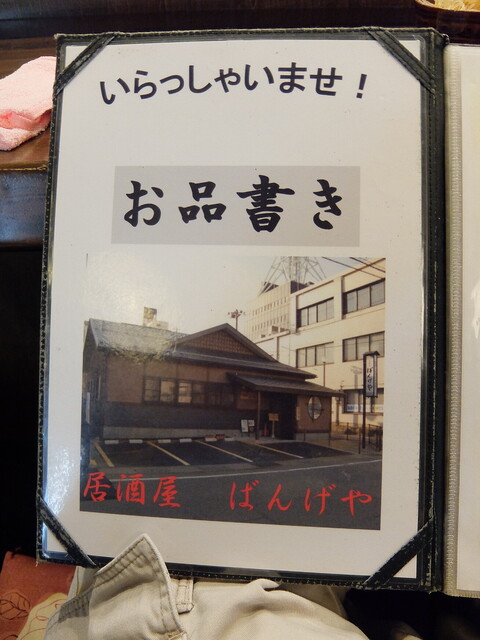 いらっしゃいませ！
お品書き
居酒屋　ばんげや